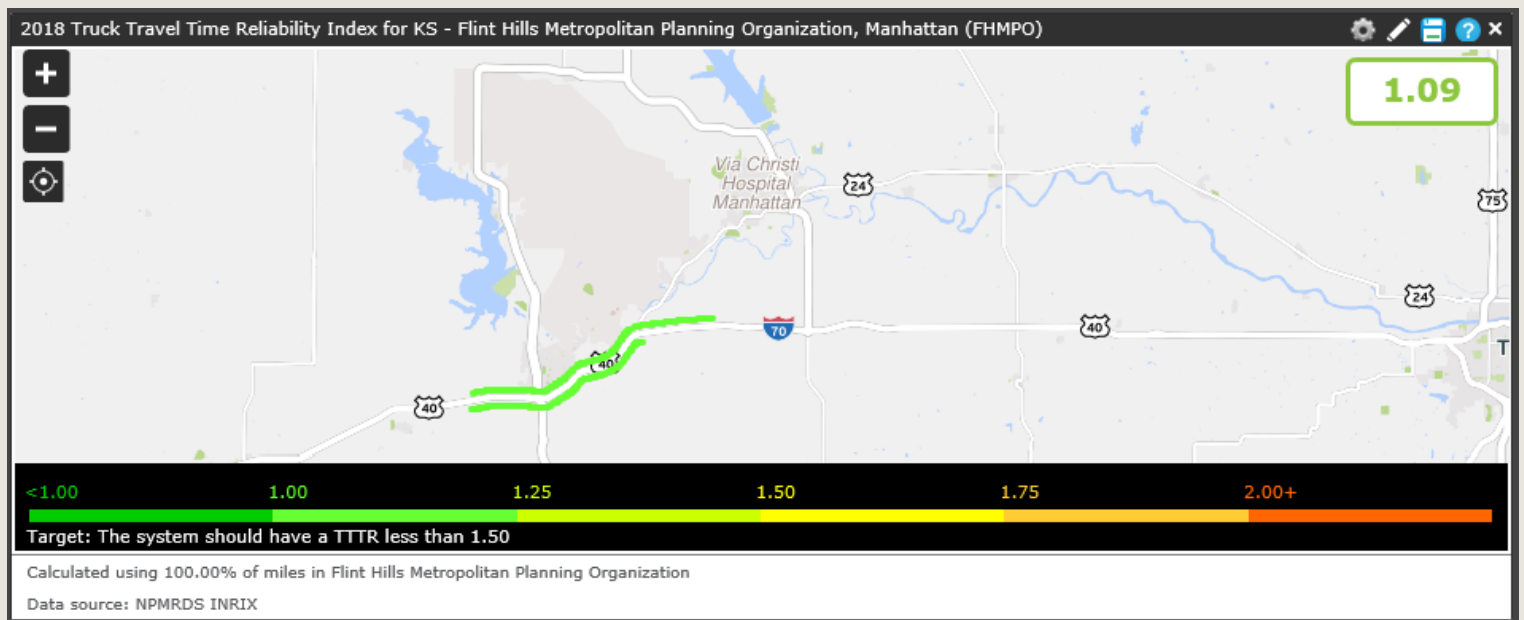 2018 Truck Travel Time Reliability Index for KS - Flint Hills Metropolitan Planning Organization, Manhattan (FHMPO)
?
×
+
−
1.09
Via Christi
Hospital
Manhattan
24
75
24
70
40
40
40
T
<1.00 1.00 1.25 1.50 1.75 2.00+
Target: The system should have a TTTR less than 1.50
Calculated using 100.00% of miles in Flint Hills Metropolitan Planning Organization
Data source: NPMRDS INRIX